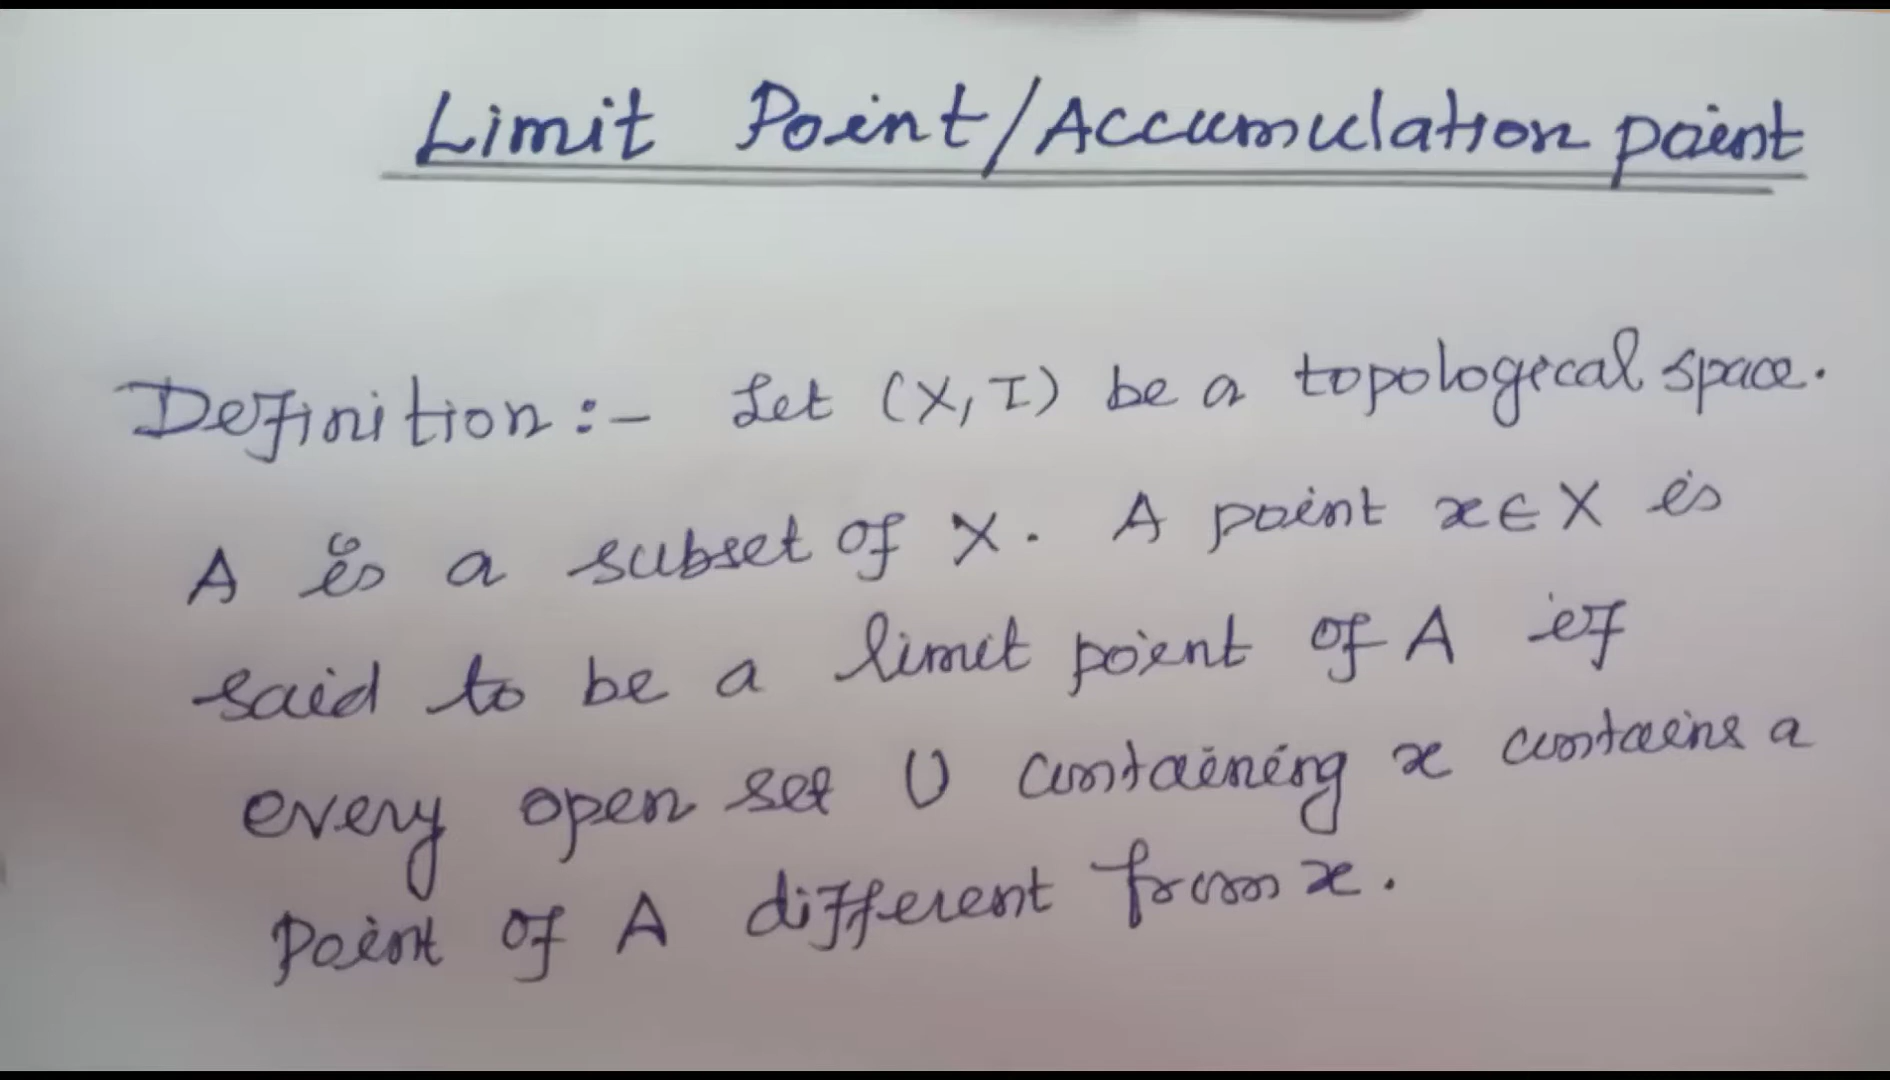 Limit Point/Accumulation point
Definition:- Let (X,τ) be a topological space.
A is a subset of X. A point x∈X is
said to be a limit point of A if
every open set U containing x contains a
point of A different from x.